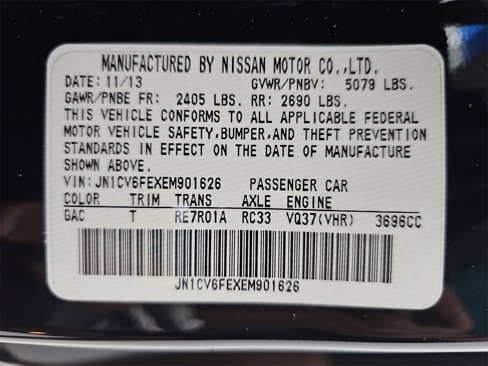 MANUFACTURED BY NISSAN MOTOR CO.,LTD.
DATE: 11/13 GVWR/PNBV: 5079 LBS.
GAWR/PNBE FR: 2405 LBS. RR: 2690 LBS.
THIS VEHICLE CONFORMS TO ALL APPLICABLE FEDERAL
MOTOR VEHICLE SAFETY,BUMPER,AND THEFT PREVENTION
STANDARDS IN EFFECT ON THE DATE OF MANUFACTURE
SHOWN ABOVE.
VIN:JN1CV6FEXEM901626 PASSENGER CAR
COLOR TRIM TRANS AXLE ENGINE
GAC T RE7R01A RC33 VQ37(VHR) 3696CC
JN1CV6FEXEM901626